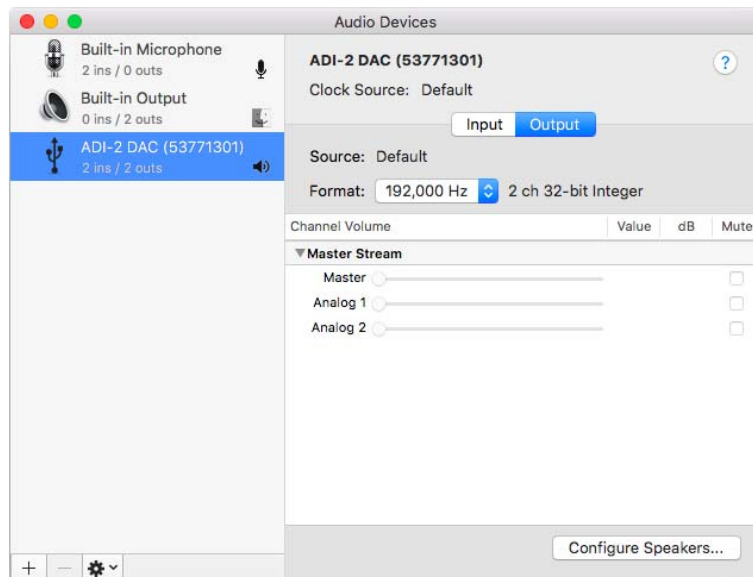 Audio Devices
Built-in Microphone
2 ins / 0 outs
Built-in Output
0 ins / 2 outs
ADI-2 DAC (53771301)
2 ins / 2 outs
ADI-2 DAC (53771301)
?
Clock Source: Default
Input Output
Source: Default
Format: 192,000 Hz 2 ch 32-bit Integer
Channel Volume Value dB Mute
Master Stream
Master
Analog 1
Analog 2
Configure Speakers...